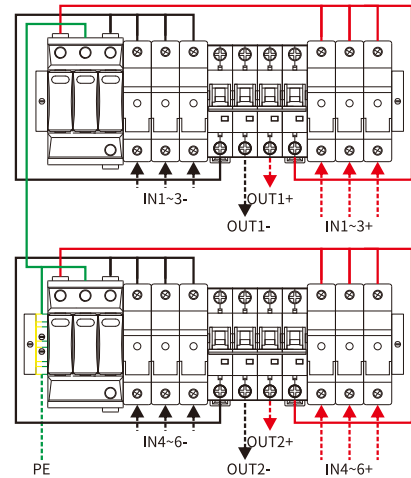 IN1~3-
OUT1+
IN1~3+
OUT1-
IN4~6-
OUT2+
IN4~6+
PE
OUT2-